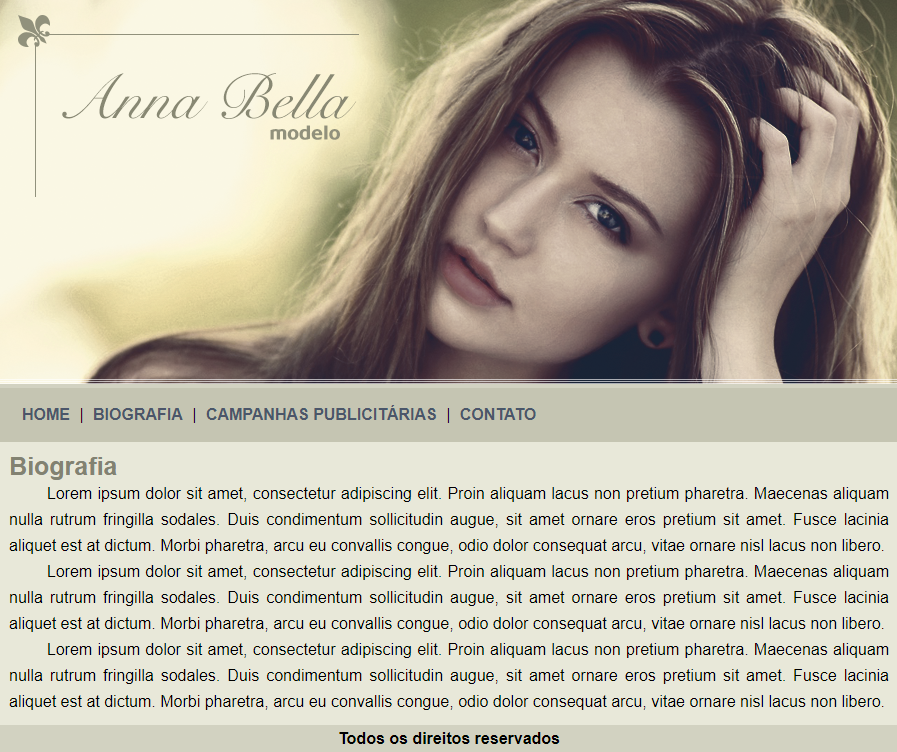 Anna Bella
modelo
HOME | BIOGRAFIA | CAMPANHAS PUBLICITÁRIAS | CONTATO
Biografia
Lorem ipsum dolor sit amet, consectetur adipiscing elit. Proin aliquam lacus non pretium pharetra. Maecenas aliquam
nulla rutrum fringilla sodales. Duis condimentum sollicitudin augue, sit amet ornare eros pretium sit amet. Fusce lacinia
aliquet est at dictum. Morbi pharetra, arcu eu convallis congue, odio dolor consequat arcu, vitae ornare nisl lacus non libero.
Lorem ipsum dolor sit amet, consectetur adipiscing elit. Proin aliquam lacus non pretium pharetra. Maecenas aliquam
nulla rutrum fringilla sodales. Duis condimentum sollicitudin augue, sit amet ornare eros pretium sit amet. Fusce lacinia
aliquet est at dictum. Morbi pharetra, arcu eu convallis congue, odio dolor consequat arcu, vitae ornare nisl lacus non libero.
Lorem ipsum dolor sit amet, consectetur adipiscing elit. Proin aliquam lacus non pretium pharetra. Maecenas aliquam
nulla rutrum fringilla sodales. Duis condimentum sollicitudin augue, sit amet ornare eros pretium sit amet. Fusce lacinia
aliquet est at dictum. Morbi pharetra, arcu eu convallis congue, odio dolor consequat arcu, vitae ornare nisl lacus non libero.
Todos os direitos reservados